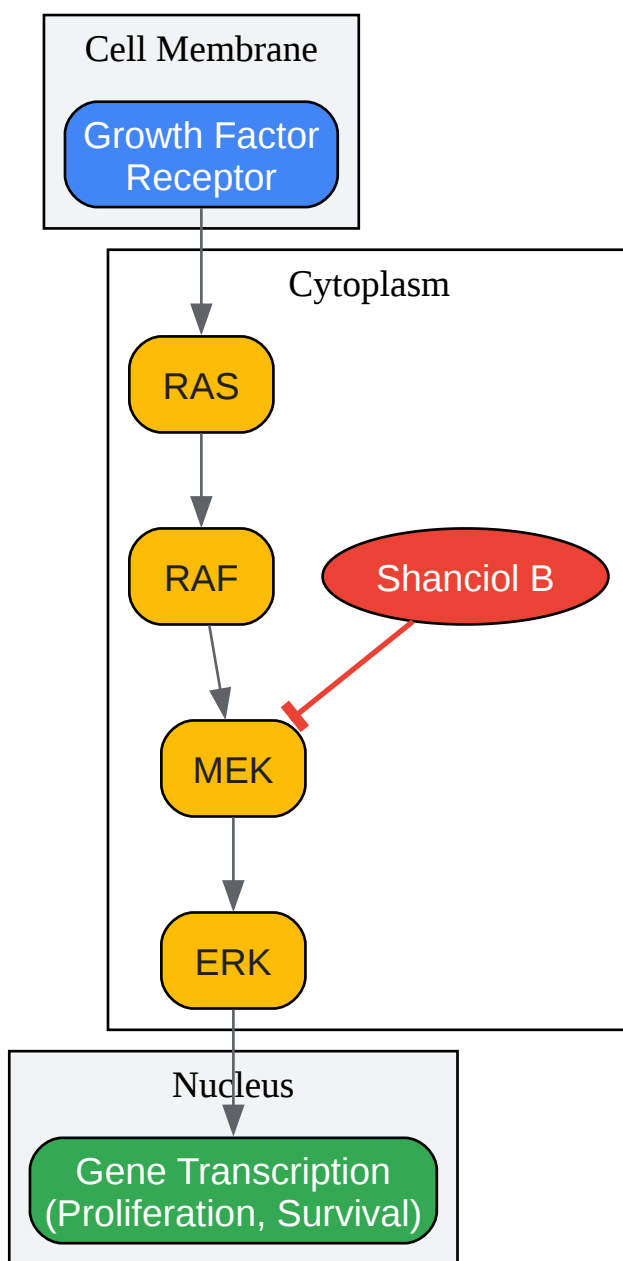 Cell Membrane
Growth Factor
Receptor
Cytoplasm
RAS
RAF
Shanciol B
MEK
ERK
Nucleus
Gene Transcription
(Proliferation, Survival)